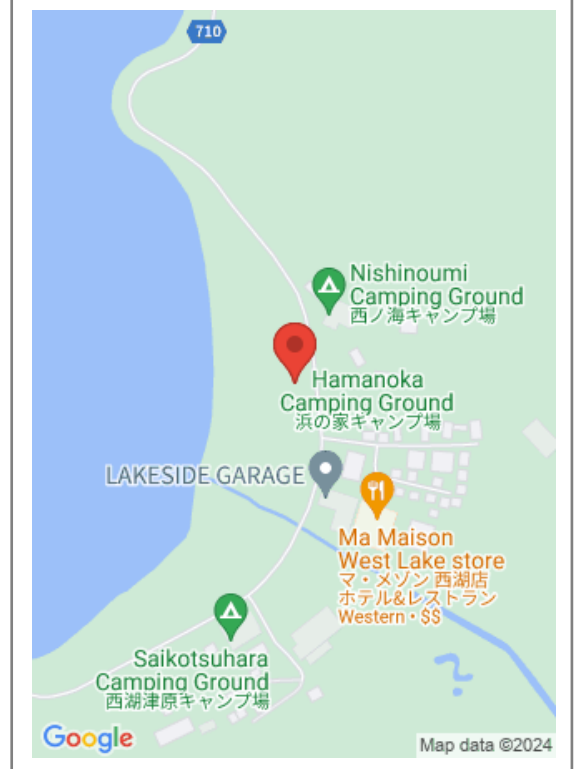 710
Nishinoumi
Camping Ground
西ノ海キャンプ場
Hamanoka
Camping Ground
浜の家キャンプ場
LAKESIDE GARAGE
Ma Maison
West Lake store
マ・メゾン 西湖店
ホテル&レストラン
Western • $$
Saikotsuhara
Camping Ground
西湖津原キャンプ場
Google
Map data ©2024